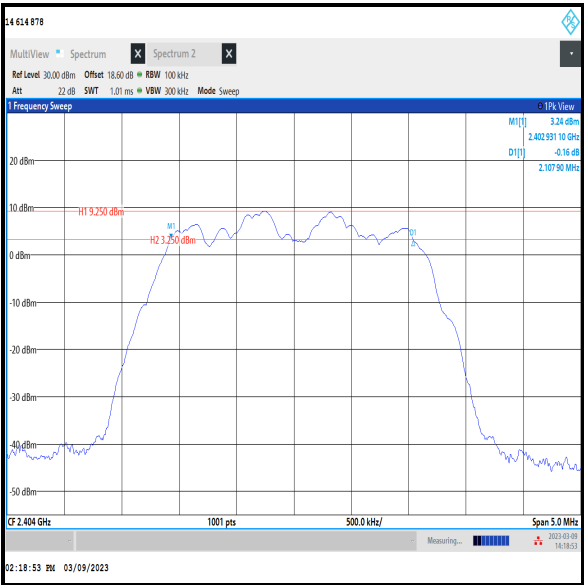 14 614 878
MultiView Spectrum X Spectrum 2 X
Ref Level 30.00 dBm Offset 18.60 dB RBW 100 kHz
Att 22 dB SWT 1.01 ms VBW 300 kHz Mode Sweep
1 Frequency Sweep 1Pk View
M1[1] 3.24 dBm
2.402 931 10 GHz
D1[1] -0.16 dB
2.107 90 MHz
20 dBm
10 dBm
H1 9.250 dBm
M1
D1
H2 3.250 dBm
0 dBm
-10 dBm
-20 dBm
-30 dBm
-40 dBm
-50 dBm
CF 2.404 GHz 1001 pts 500.0 kHz/ Span 5.0 MHz
Measuring... 2023-03-09
14:18:53
02:18:53 PM 03/09/2023